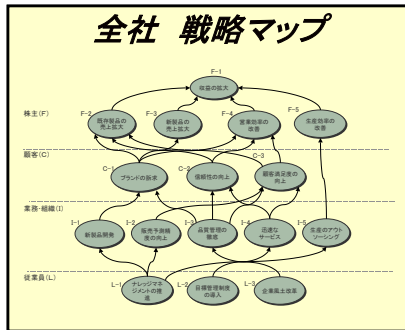 全社 戦略マップ
F-1
収益の拡大
株主(F)
F-2
既存製品の
売上拡大
F-3
新製品の
売上拡大
F-4
営業効率の
改善
F-5
生産効率の
改善
顧客(C)
C-1
ブランドの訴求
C-2
信頼性の向上
C-3
顧客満足度の
向上
業務・組織(I)
I-1
新製品開発
I-2
販売予測精
度の向上
I-3
品質管理の
I-4
迅速な
サービス
I-5
生産のアウト
ソーシング
従業員(L)
L-1
ナレッジマネ
ジメントの推
進
L-2
目標管理制度
の導入
L-3
企業風土改革